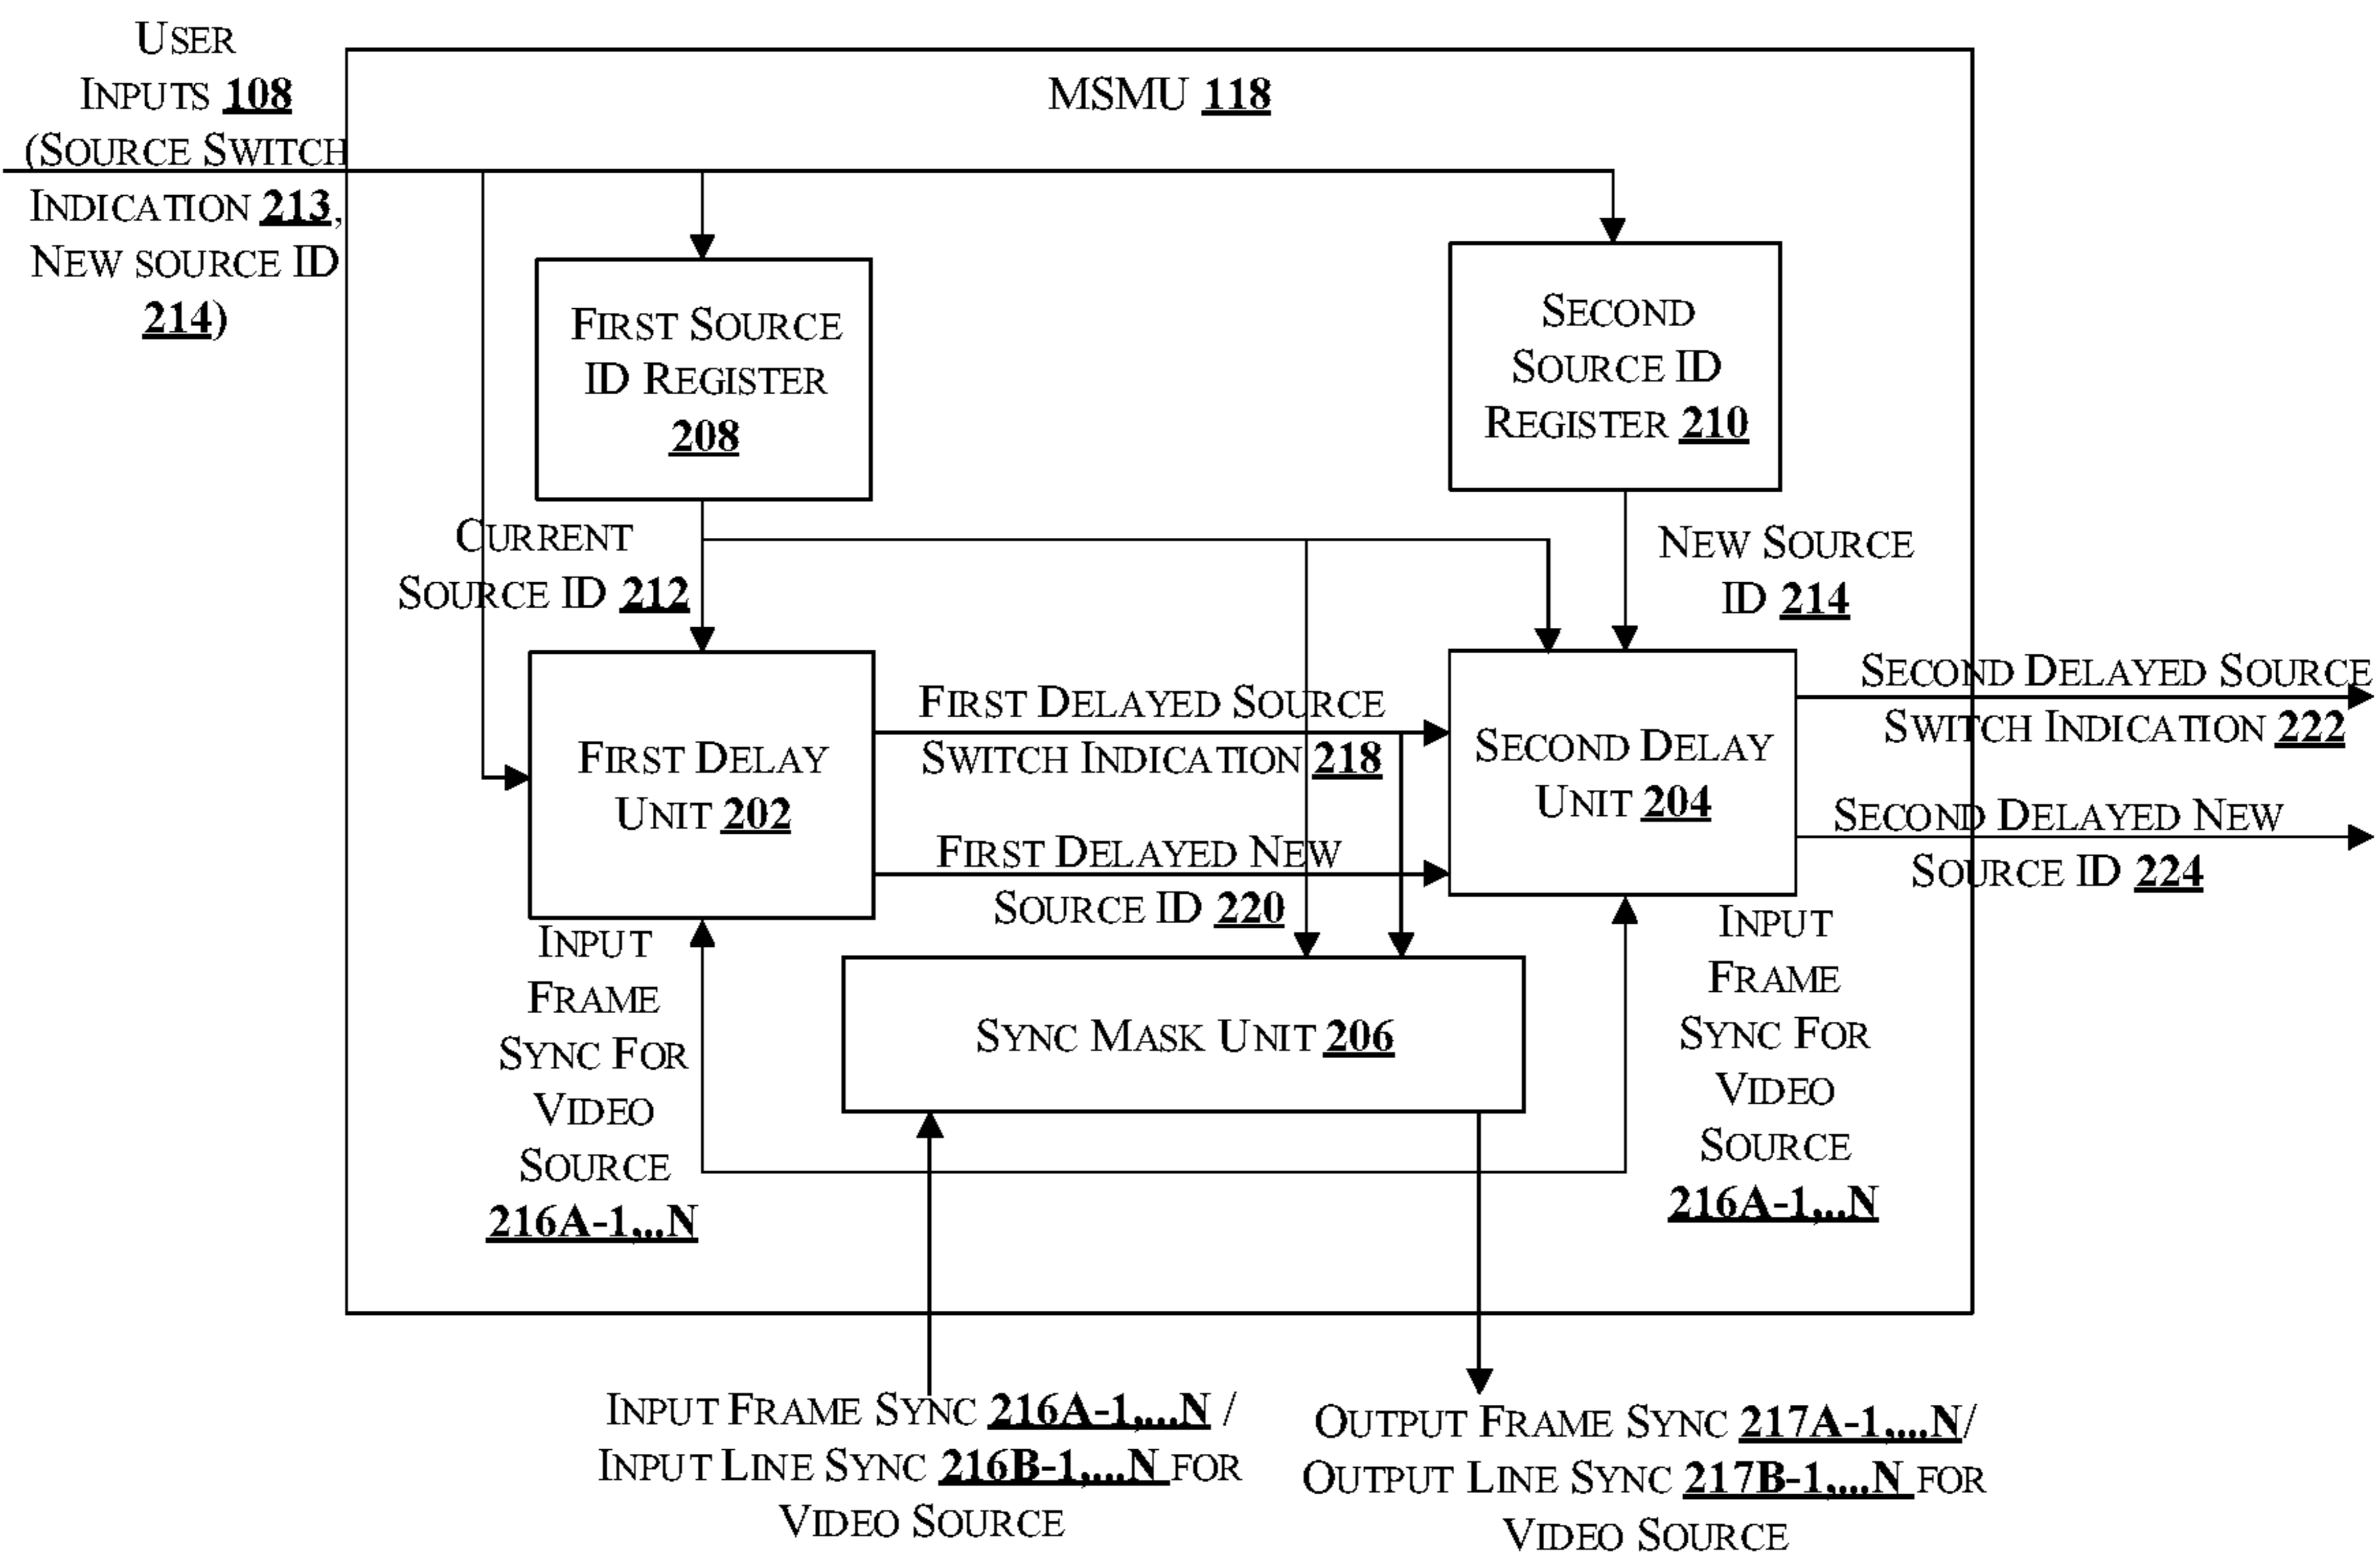 USER
INPUTS 108
(SOURCE SWITCH
INDICATION 213,
NEW SOURCE ID
214)
MSMU 118
FIRST SOURCE
ID REGISTER
208
SECOND
SOURCE ID
REGISTER 210
CURRENT
SOURCE ID 212
NEW SOURCE
ID 214
FIRST DELAY
UNIT 202
FIRST DELAYED SOURCE
SWITCH INDICATION 218
FIRST DELAYED NEW
SOURCE ID 220
SECOND DELAY
UNIT 204
SECOND DELAYED SOURCE
SWITCH INDICATION 222
SECOND DELAYED NEW
SOURCE ID 224
INPUT
FRAME
SYNC FOR
VIDEO
SOURCE
216A-1,..N
SYNC MASK UNIT 206
INPUT
FRAME
SYNC FOR
VIDEO
SOURCE
216A-1,..N
INPUT FRAME SYNC 216A-1,...N /
INPUT LINE SYNC 216B-1,...N FOR
VIDEO SOURCE
OUTPUT FRAME SYNC 217A-1,...N/
OUTPUT LINE SYNC 217B-1,...N FOR
VIDEO SOURCE